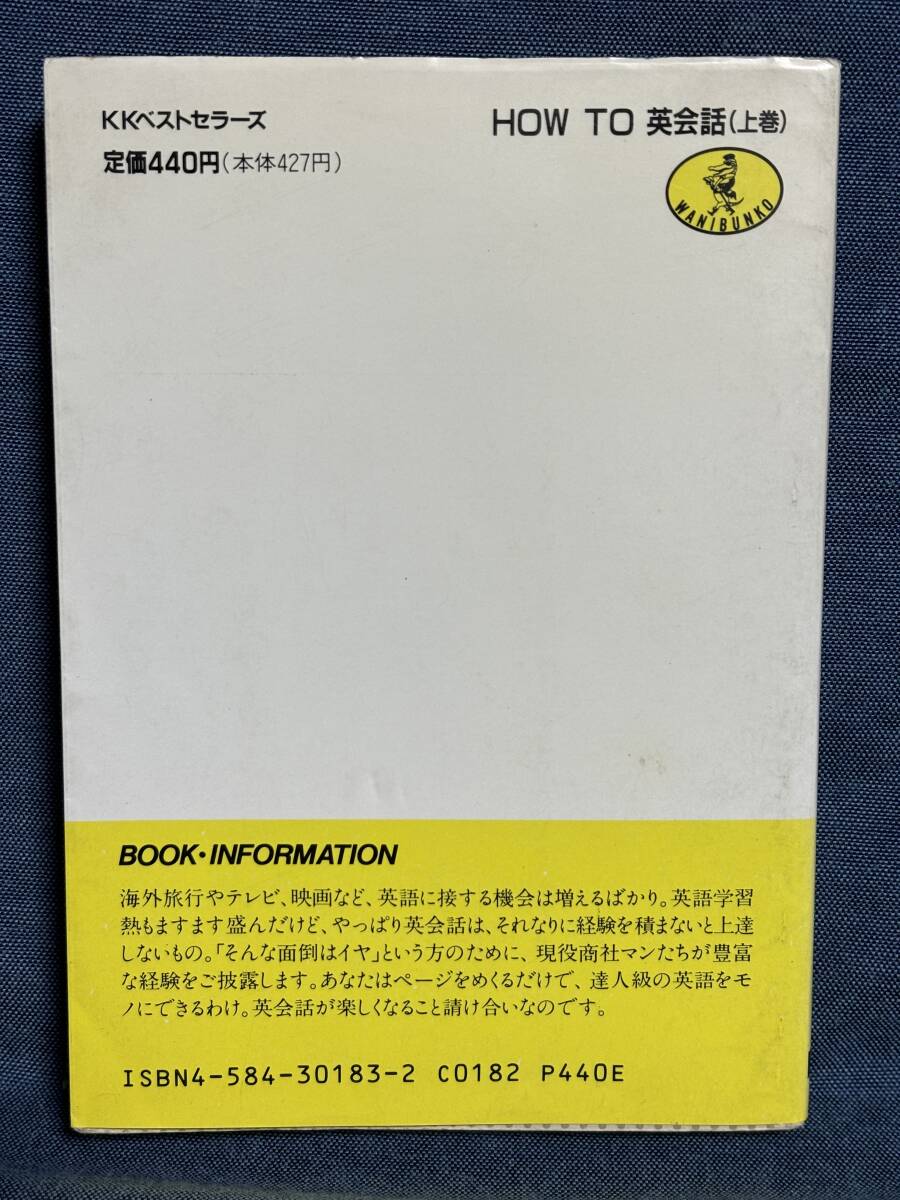 KKベストセラーズ
定価440円(本体427円)
HOW TO 英会話(上巻)
WANIBUNKO
BOOK・INFORMATION
海外旅行やテレビ、映画など、英語に接する機会は増えるばかり。英語学習
熱もますます盛んだけど、やっぱり英会話は、それなりに経験を積まないと上達
しないもの。「そんな面倒はイヤ」という方のために、現役商社マンたちが豊富
な経験をご披露します。あなたはページをめくるだけで、達人級の英語をモ
ノにできるわけ。英会話が楽しくなること請け合いなのです。
ISBN4-584-30183-2 C0182 P440E